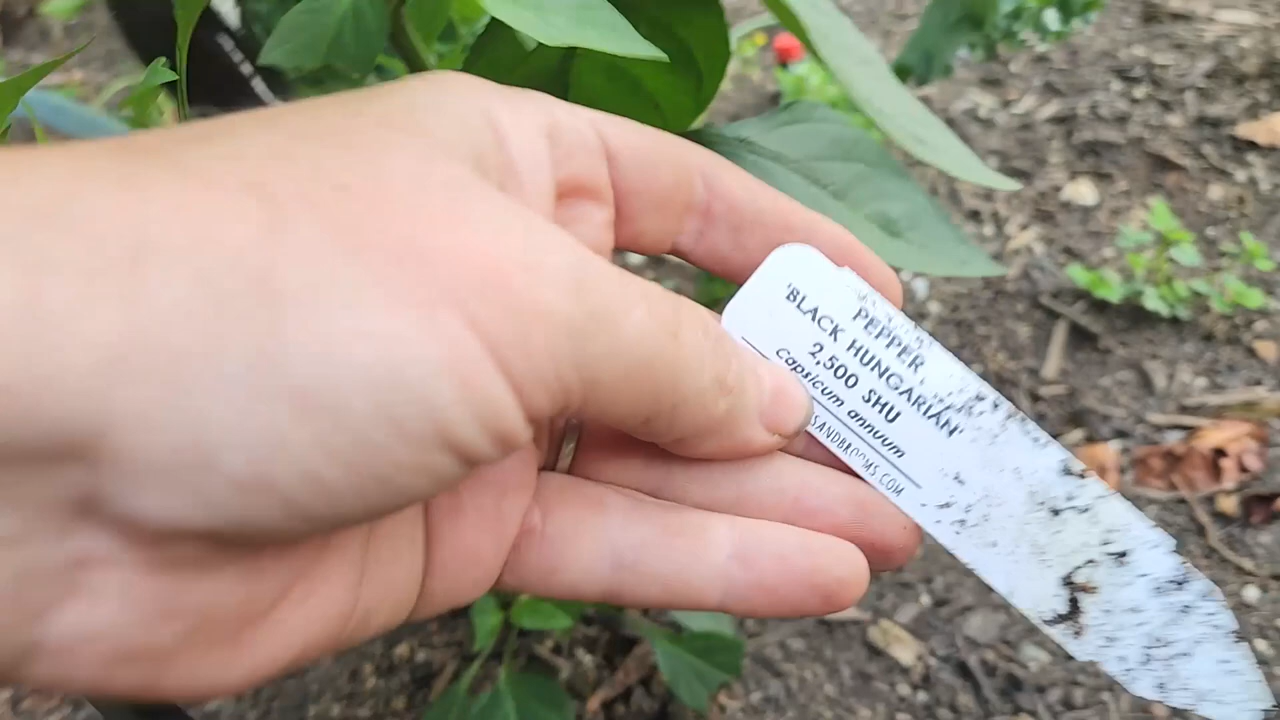 PEPPER
'BLACK HUNGARIAN'
2,500 SHU
Capsicum annuum
SANDBROOMS.COM